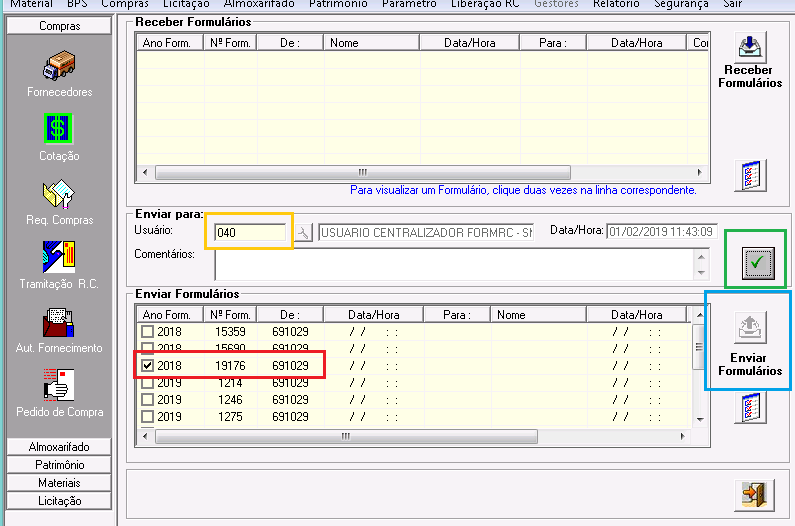 Material BPS Compras Licitação Almoxarifado Patrimônio Parâmetro Liberação RC Gestores Relatório Segurança Sair
Compras
Fornecedores
Cotação
Req. Compras
Tramitação R.C.
Aut. Fornecimento
Pedido de Compra
Almoxarifado
Patrimônio
Materiais
Licitação
Receber Formulários
Ano Form. Nº Form. De : Nome Data/Hora Para : Data/Hora
Receber
Formulários
Para visualizar um Formulário, clique duas vezes na linha correspondente.
Enviar para:
Usuário: 040 USUARIO CENTRALIZADOR FORMRC - Data/Hora: 01/02/2019 11:43:09
Comentários:
Enviar Formulários
Ano Form. Nº Form. De : Data/Hora Para : Nome Data/Hora
2018 15359 691029 / / : : / / : :
2018 15690 691029 / / : : / / : :
2018 19176 691029 / / : : / / : :
2019 1214 691029 / / : : / / : :
2019 1246 691029 / / : : / / : :
2019 1275 691029 / / : : / / : :
Enviar
Formulários